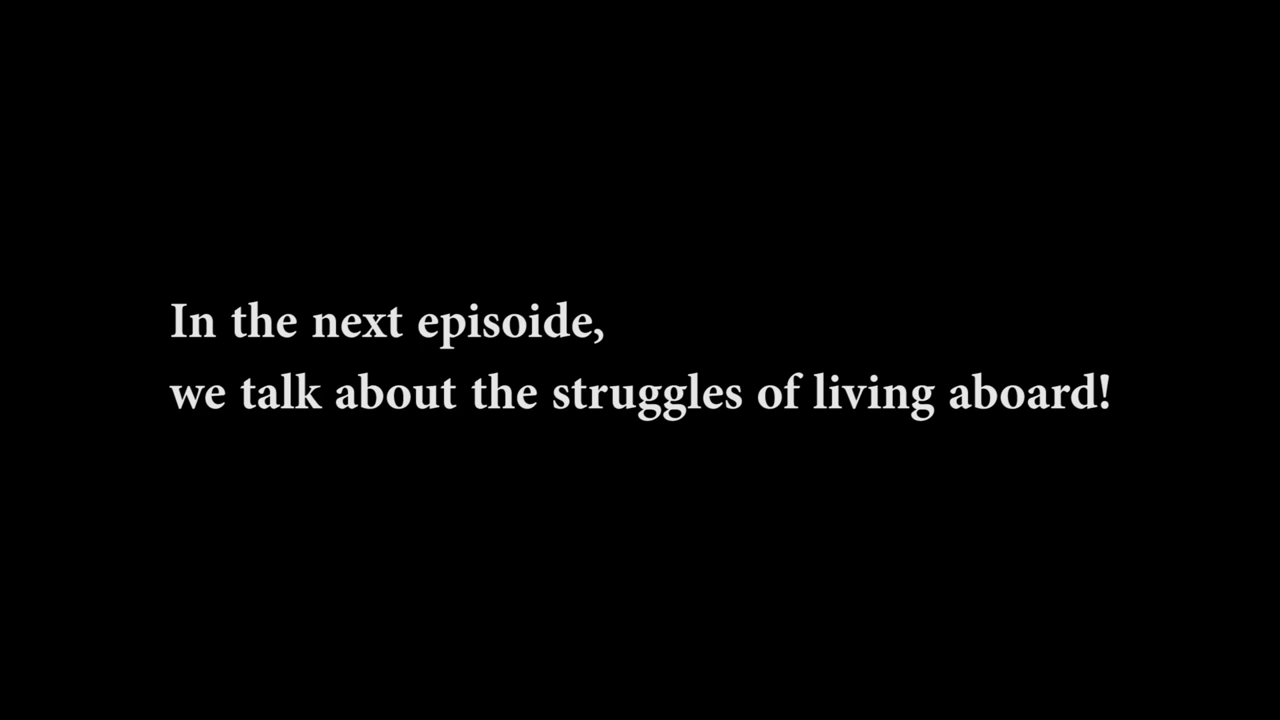 In the next episoide,
we talk about the struggles of living aboard!